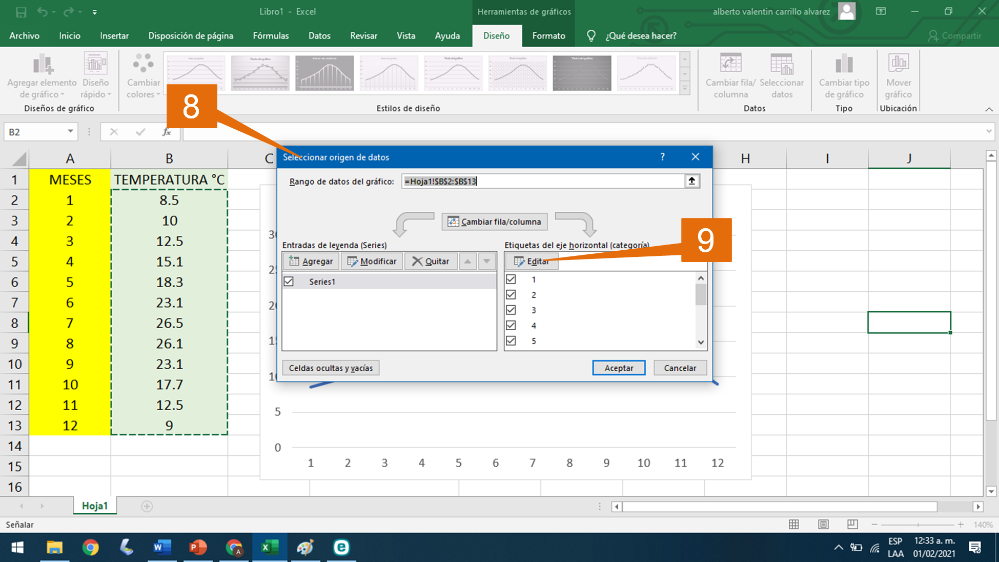 Libro1 - Excel
Herramientas de gráficos
alberto valentin carrillo alvarez
Archivo
Inicio
Insertar
Disposición de página
Fórmulas
Datos
Revisar
Vista
Ayuda
Diseño
Formato
¿Qué desea hacer?
Compartir
Agregar elemento
de gráfico
Diseño
rápido
Cambiar
colores
Cambiar fila/
columna
Seleccionar
datos
Cambiar tipo
de gráfico
Mover
gráfico
Diseños de gráfico
Estilos de diseño
Datos
Tipo
Ubicación
8
B2
fx
A B C H I J
Seleccionar origen de datos
?
Rango de datos del gráfico: =Hoja1!$B$2:$B$13
Cambiar fila/columna
Entradas de leyenda (Series)
Etiquetas del eje horizontal (categoría)
9
Agregar
Modificar
Quitar
Editar
Series1
1
2
3
4
5
Celdas ocultas y vacías
Aceptar
Cancelar
1 MESES TEMPERATURA °C
2 1 8.5
3 2 10
4 3 12.5
5 4 15.1
6 5 18.3
7 6 23.1
8 7 26.5
9 8 26.1
10 9 23.1
11 10 17.7
12 11 12.5
13 12 9
14
15
16
5
0
1 2 3 4 5 6 7 8 9 10 11 12
Hoja1
Señalar
140%
ESP
LAA
12:33 a. m.
01/02/2021